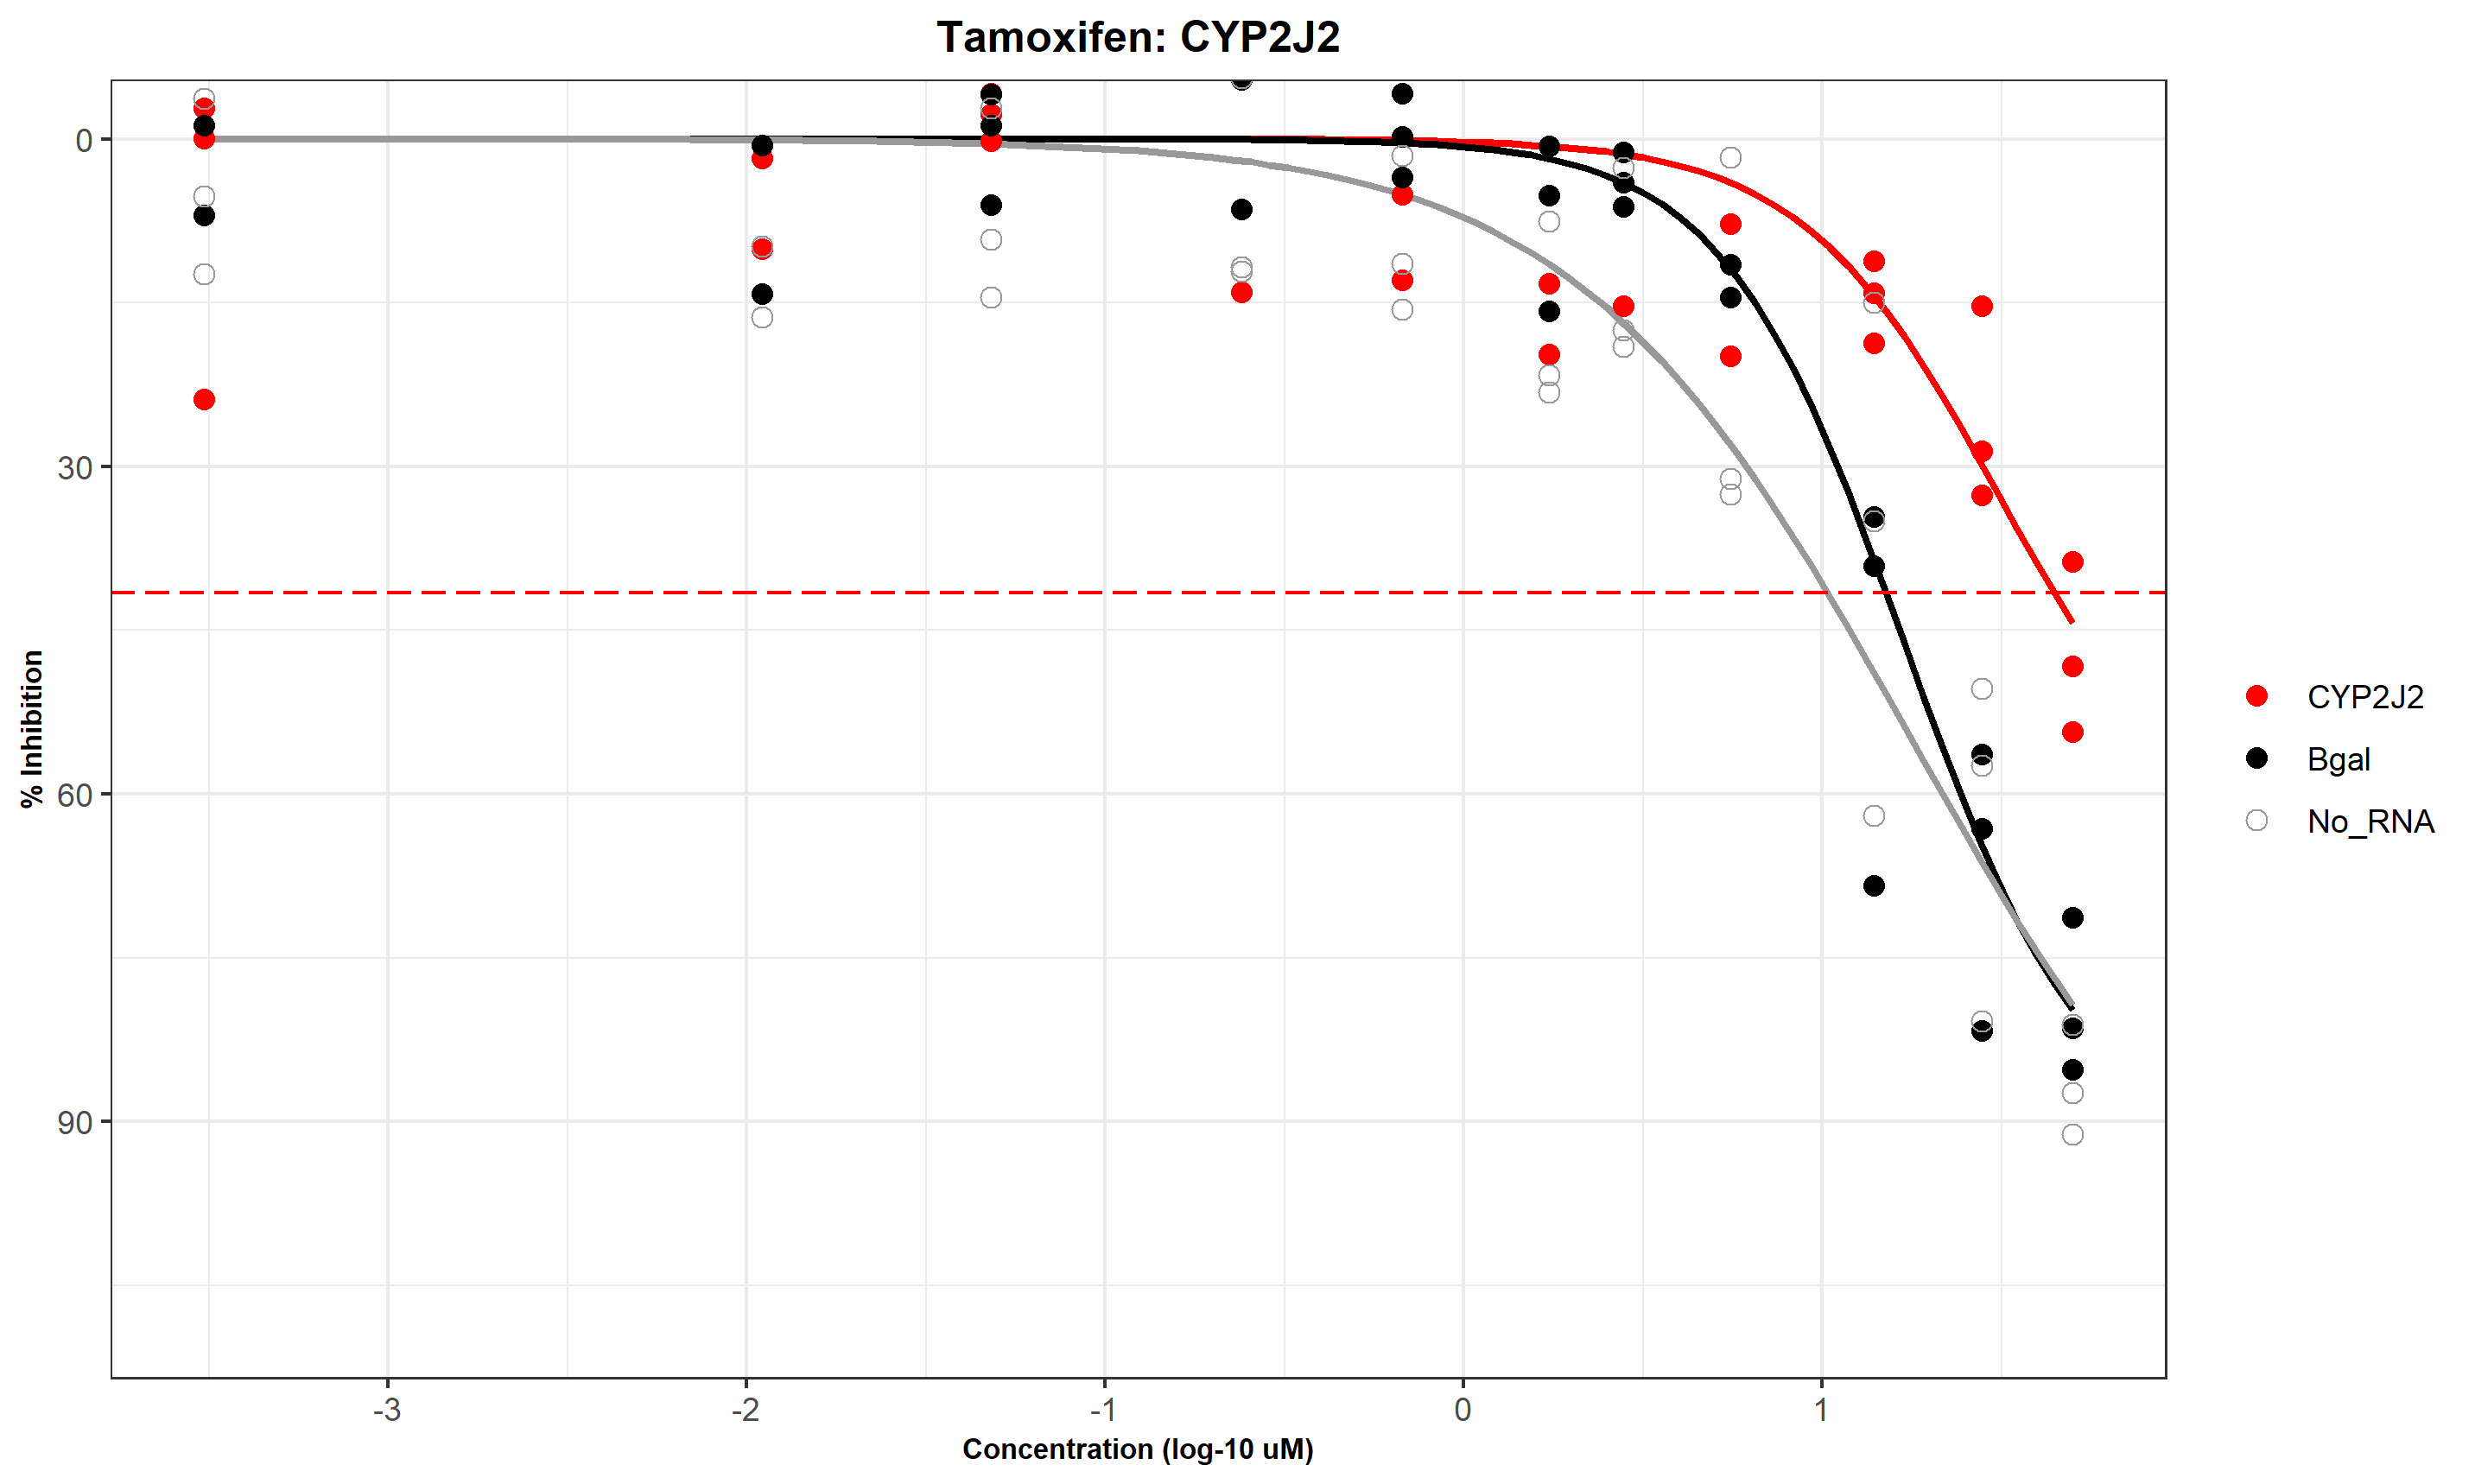 Tamoxifen: CYP2J2
% Inhibition
0
30
60
90
-3
-2
-1
0
1
Concentration (log-10 uM)
CYP2J2
Bgal
No_RNA